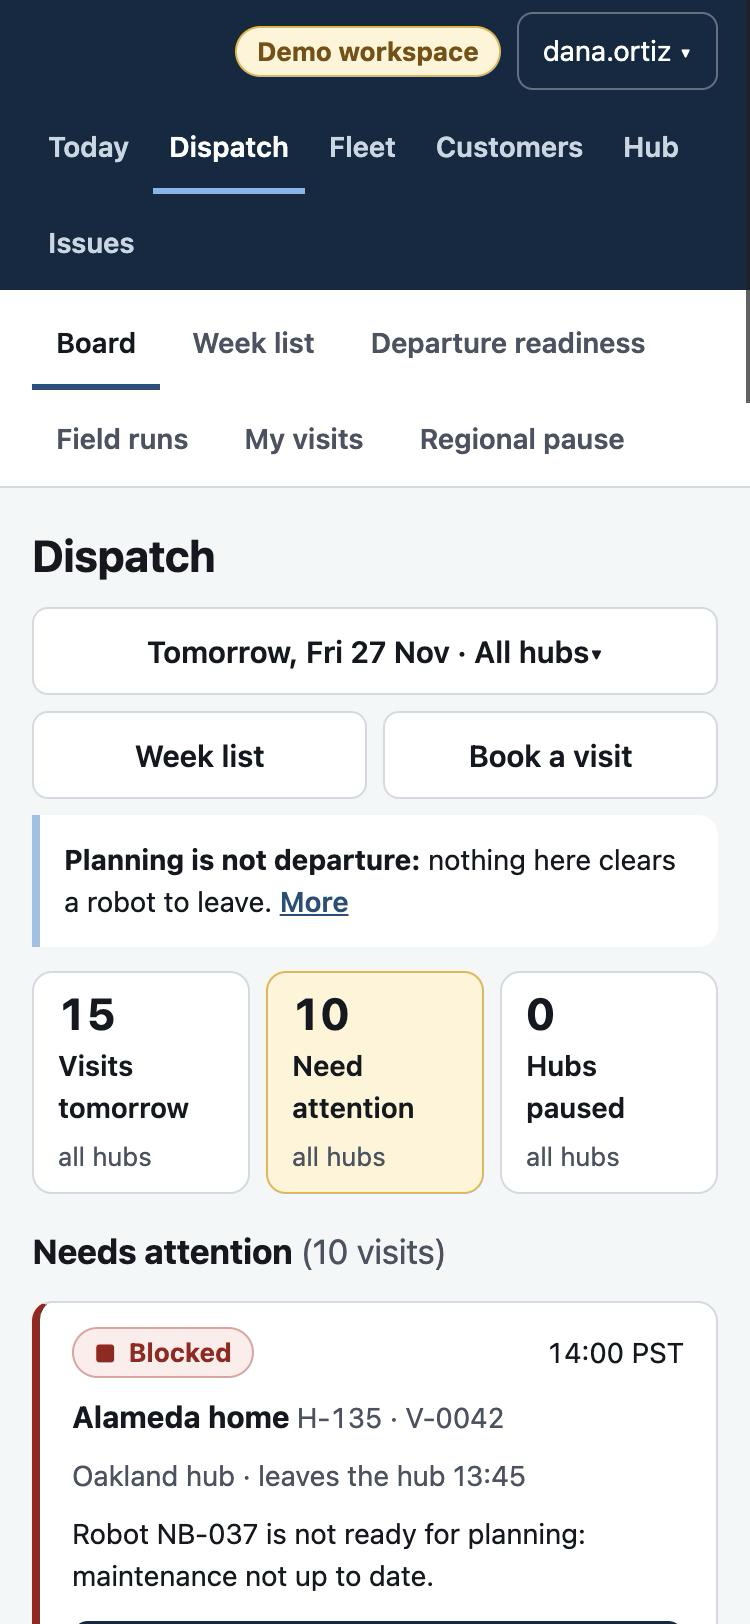 Demo workspace
dana.ortiz ▾
Today Dispatch Fleet Customers Hub
Issues
Board Week list Departure readiness
Field runs My visits Regional pause
Dispatch
Tomorrow, Fri 27 Nov · All hubs▾
Week list
Book a visit
Planning is not departure: nothing here clears
a robot to leave. More
15
Visits
tomorrow
all hubs
10
Need
attention
all hubs
0
Hubs
paused
all hubs
Needs attention (10 visits)
Blocked
14:00 PST
Alameda home H-135 · V-0042
Oakland hub · leaves the hub 13:45
Robot NB-037 is not ready for planning:
maintenance not up to date.